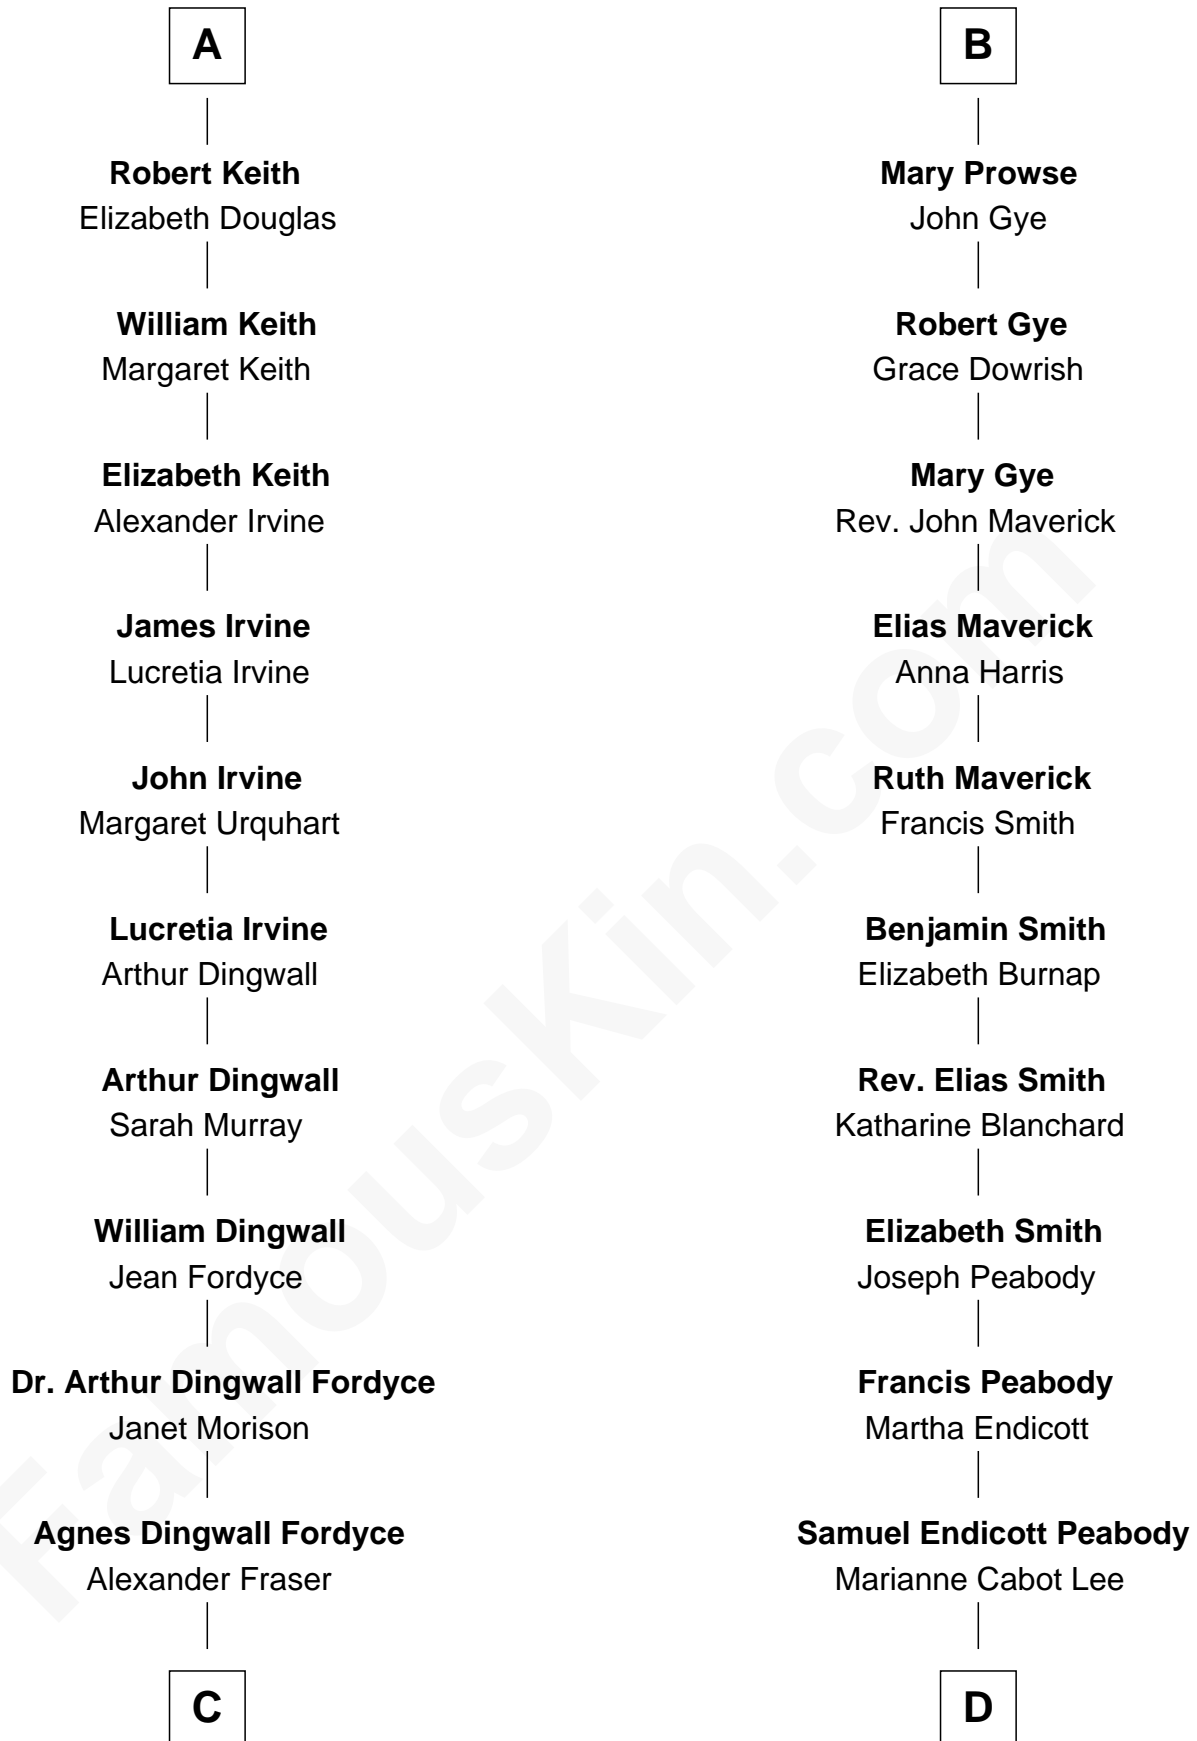 A
Robert Keith
Elizabeth Douglas
William Keith
Margaret Keith
Elizabeth Keith
Alexander Irvine
James Irvine
Lucretia Irvine
John Irvine
Margaret Urquhart
Lucretia Irvine
Arthur Dingwall
Arthur Dingwall
Sarah Murray
William Dingwall
Jean Fordyce
Dr. Arthur Dingwall Fordyce
Janet Morison
Agnes Dingwall Fordyce
Alexander Fraser
C
B
Mary Prowse
John Gye
Robert Gye
Grace Dowrish
Mary Gye
Rev. John Maverick
Elias Maverick
Anna Harris
Ruth Maverick
Francis Smith
Benjamin Smith
Elizabeth Burnap
Rev. Elias Smith
Katharine Blanchard
Elizabeth Smith
Joseph Peabody
Francis Peabody
Martha Endicott
Samuel Endicott Peabody
Marianne Cabot Lee
D
FamousKin.com